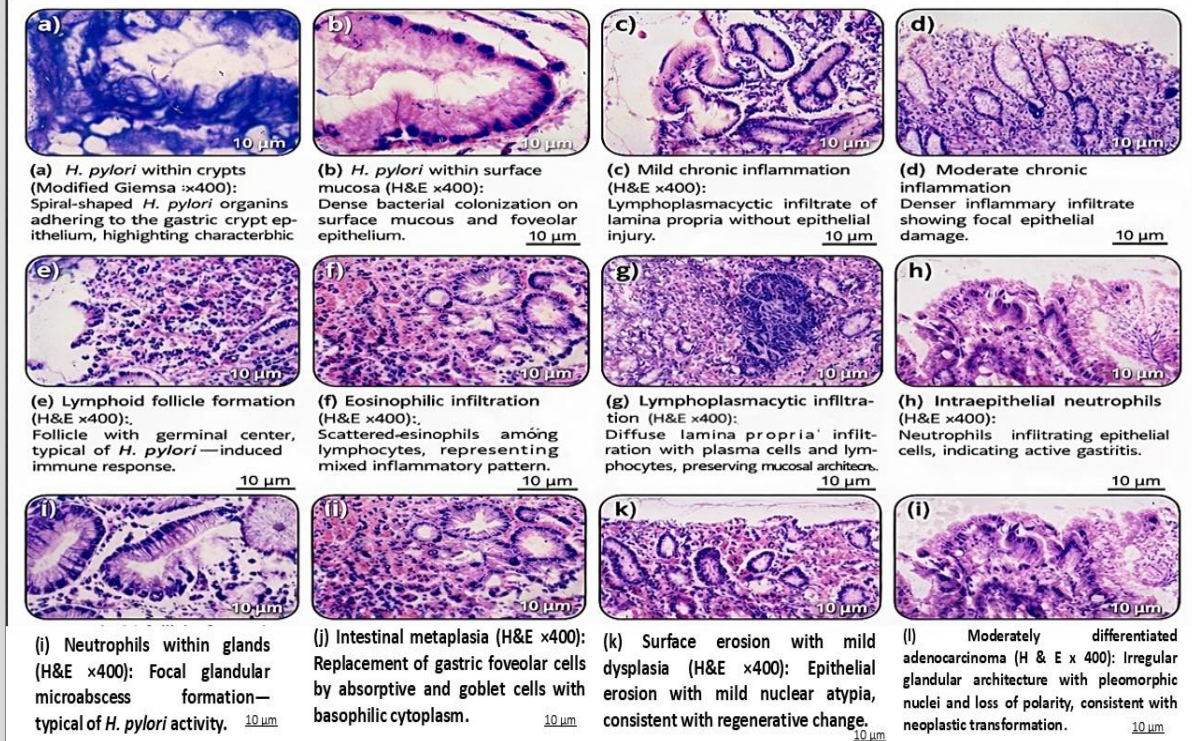 a)
10 µm
b)
10 µm
c)
10 µm
d)
10 µm
(a) H. pylori within crypts
(Modified Giemsa :×400):
Spiral-shaped H. pylori organins
adhering to the gastric crypt ep-
ithelium, highlighting characterbhic
(b) H. pylori within surface
mucosa (H&E ×400):
Dense bacterial colonization on
surface mucous and foveolar
epithelium.
10 µm
(c) Mild chronic inflammation
(H&E ×400):
Lymphoplasmacyctic infiltrate of
lamina propria without epithelial
injury.
10 µm
(d) Moderate chronic
inflammation
Denser inflammary infiltrate
showing focal epithelial
damage.
10 µm
e)
10 µm
f)
10 µm
g)
10 µm
h)
10 µm
(e) Lymphoid follicle formation
(H&E ×400):.
Follicle with germinal center,
typical of H. pylori—induced
immune response.
10 µm
(f) Eosinophilic infiltration
(H&E ×400):.
Scattered-esinophils among
lymphocytes, representing
mixed inflammatory pattern.
(g) Lymphoplasmacytic inflltra-
tion (H&E ×400):
Diffuse lamina propria' infilt-
ration with plasma cells and lym-
phocytes, preserving mucosal architecrs.
10 µm
(h) Intraepithelial neutrophils
(H&E ×400):
Neutrophils infiltrating epithelial
cells, indicating active gastritis.
10 µm
i)
10 µm
(i)
10 µm
k)
10 µm
(i)
10 µm
(i) Neutrophils within glands
(H&E ×400): Focal glandular
microabscess formation—
typical of H. pylori activity.
10 µm
(j) Intestinal metaplasia (H&E ×400):
Replacement of gastric foveolar cells
by absorptive and goblet cells with
basophilic cytoplasm.
10 µm
(k) Surface erosion with mild
dysplasia (H&E ×400): Epithelial
erosion with mild nuclear atypia,
consistent with regenerative change.
10 µm
(l) Moderately differentiated
adenocarcinoma (H & E x 400): Irregular
glandular architecture with pleomorphic
nuclei and loss of polarity, consistent with
neoplastic transformation.
10 µm